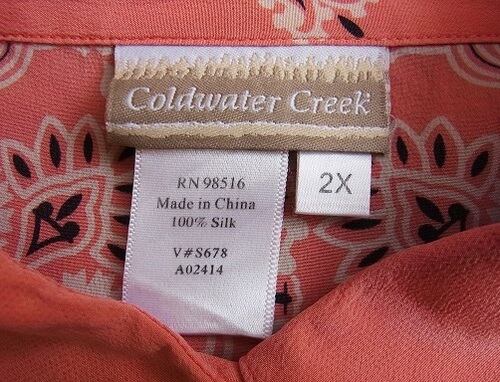 Coldwater Creek
RN 98516
Made in China
100% Silk
V#S678
A02414
2X